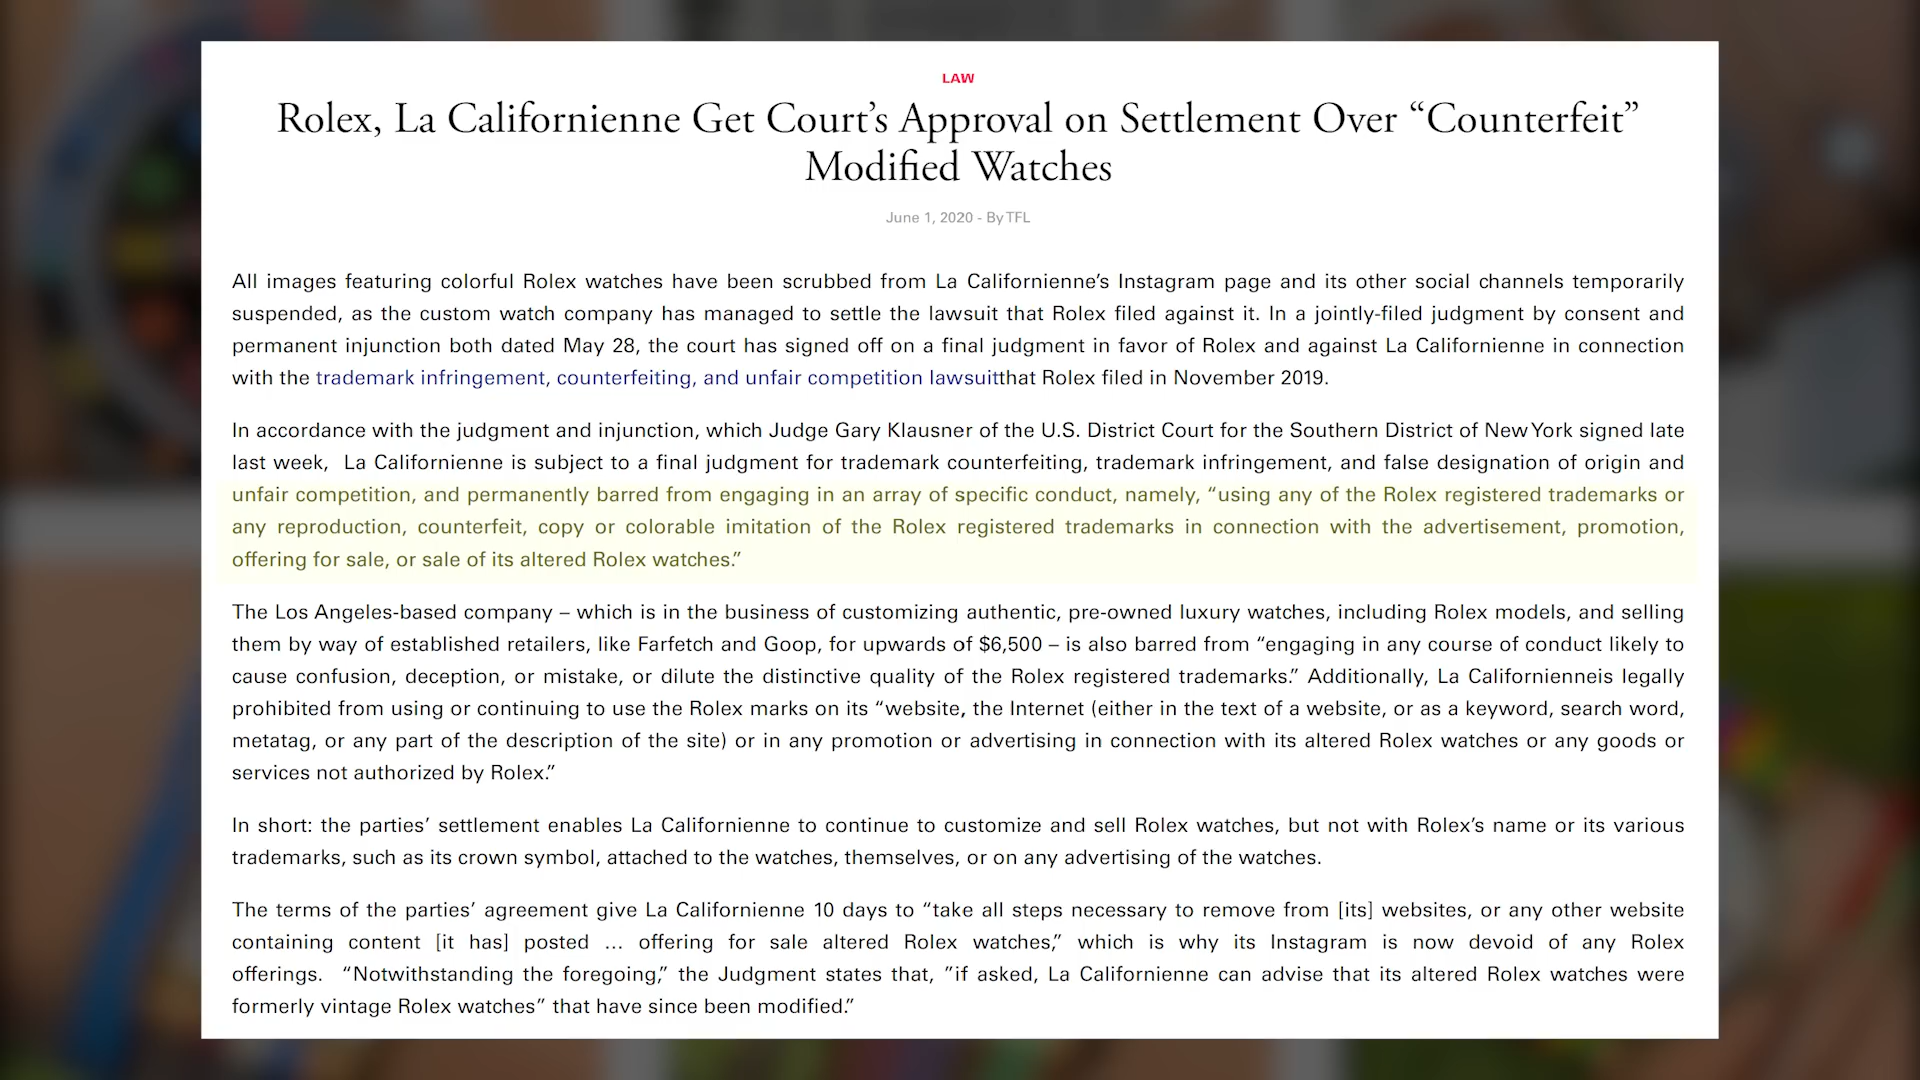 LAW
Rolex, La Californienne Get Court’s Approval on Settlement Over “Counterfeit”
Modified Watches
June 1, 2020 - By TFL
All images featuring colorful Rolex watches have been scrubbed from La Californienne’s Instagram page and its other social channels temporarily
suspended, as the custom watch company has managed to settle the lawsuit that Rolex filed against it. In a jointly-filed judgment by consent and
permanent injunction both dated May 28, the court has signed off on a final judgment in favor of Rolex and against La Californienne in connection
with the trademark infringement, counterfeiting, and unfair competition lawsuitthat Rolex filed in November 2019.
In accordance with the judgment and injunction, which Judge Gary Klausner of the U.S. District Court for the Southern District of New York signed late
last week,  La Californienne is subject to a final judgment for trademark counterfeiting, trademark infringement, and false designation of origin and
unfair competition, and permanently barred from engaging in an array of specific conduct, namely, “using any of the Rolex registered trademarks or
any reproduction, counterfeit, copy or colorable imitation of the Rolex registered trademarks in connection with the advertisement, promotion,
offering for sale, or sale of its altered Rolex watches.”
The Los Angeles-based company – which is in the business of customizing authentic, pre-owned luxury watches, including Rolex models, and selling
them by way of established retailers, like Farfetch and Goop, for upwards of $6,500 – is also barred from “engaging in any course of conduct likely to
cause confusion, deception, or mistake, or dilute the distinctive quality of the Rolex registered trademarks.” Additionally, La Californienneis legally
prohibited from using or continuing to use the Rolex marks on its “website, the Internet (either in the text of a website, or as a keyword, search word,
metatag, or any part of the description of the site) or in any promotion or advertising in connection with its altered Rolex watches or any goods or
services not authorized by Rolex.”
In short: the parties’ settlement enables La Californienne to continue to customize and sell Rolex watches, but not with Rolex’s name or its various
trademarks, such as its crown symbol, attached to the watches, themselves, or on any advertising of the watches.
The terms of the parties’ agreement give La Californienne 10 days to “take all steps necessary to remove from [its] websites, or any other website
containing content [it has] posted … offering for sale altered Rolex watches,” which is why its Instagram is now devoid of any Rolex
offerings.  “Notwithstanding the foregoing,” the Judgment states that, ”if asked, La Californienne can advise that its altered Rolex watches were
formerly vintage Rolex watches” that have since been modified.”